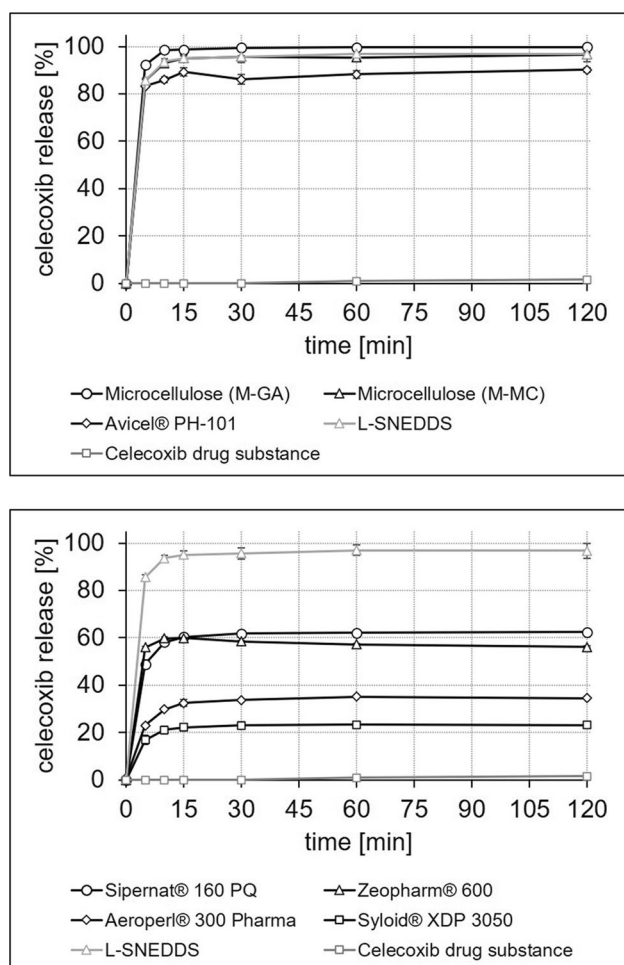 celecoxib release [%]
100
80
60
40
20
0
0 15 30 45 60 75 90 105 120
time [min]
Microcellulose (M-GA) Microcellulose (M-MC)
Avicel® PH-101 L-SNEDDS
Celecoxib drug substance
celecoxib release [%]
100
80
60
40
20
0
0 15 30 45 60 75 90 105 120
time [min]
Sipernat® 160 PQ Zeopharm® 600
Aeroperl® 300 Pharma Syloid® XDP 3050
L-SNEDDS Celecoxib drug substance